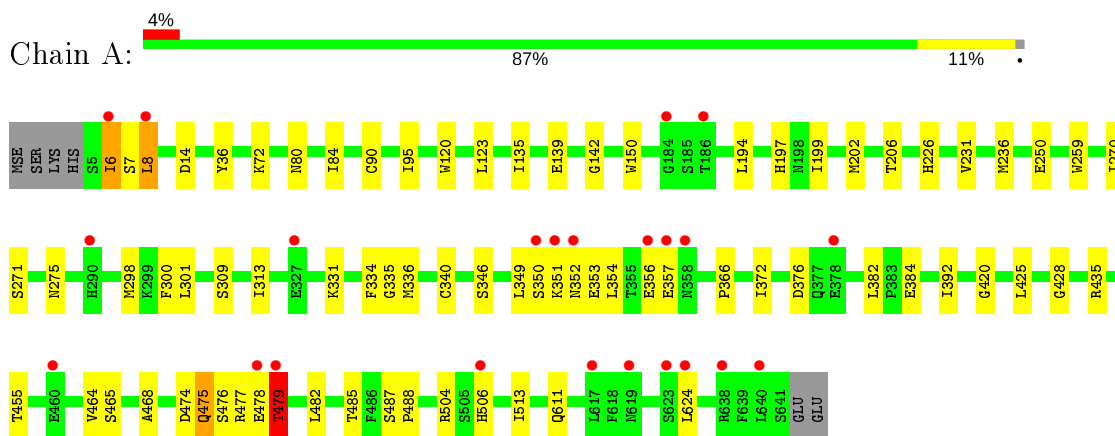 4%
Chain A:
87% 11% •
MSE SER LYS HIS S5 I6 S7 L8 D14 Y36 K72 N80 I84 C90 I95 W120 L123 I135 E139 G142 W150 G184 S185 T186 L194 H197 N198 I199 M202 T206 H226 V231 M236 E250 W259 I270
S271 N275 H290 M298 K299 F300 L301 S309 I313 E327 K331 F334 G335 M336 C340 S346 L349 S350 K351 N352 E353 L354 T355 E356 E357 N358 P366 I372 D376 Q377 E378 L382 P383 E384 I392 G420 L425 G428 R435
T455 E460 V464 S465 A468 D474 Q475 S476 R477 E478 T479 L482 T485 F486 S487 P488 R504 S505 H506 I513 Q611 L617 F618 N619 S623 L624 R638 F639 L640 S641 GLU GLU